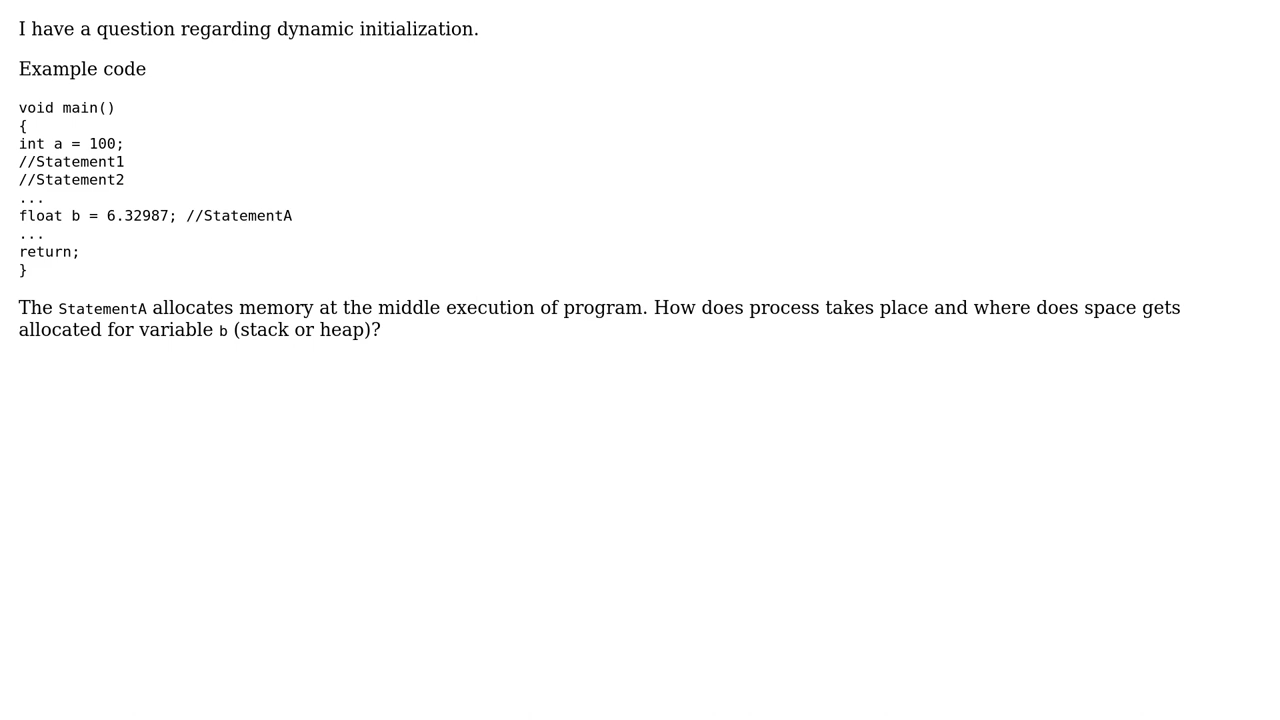 I have a question regarding dynamic initialization.
Example code
void main()
{
int a = 100;
//Statement1
//Statement2
...
float b = 6.32987; //StatementA
...
return;
}
The StatementA allocates memory at the middle execution of program. How does process takes place and where does space gets
allocated for variable b (stack or heap)?